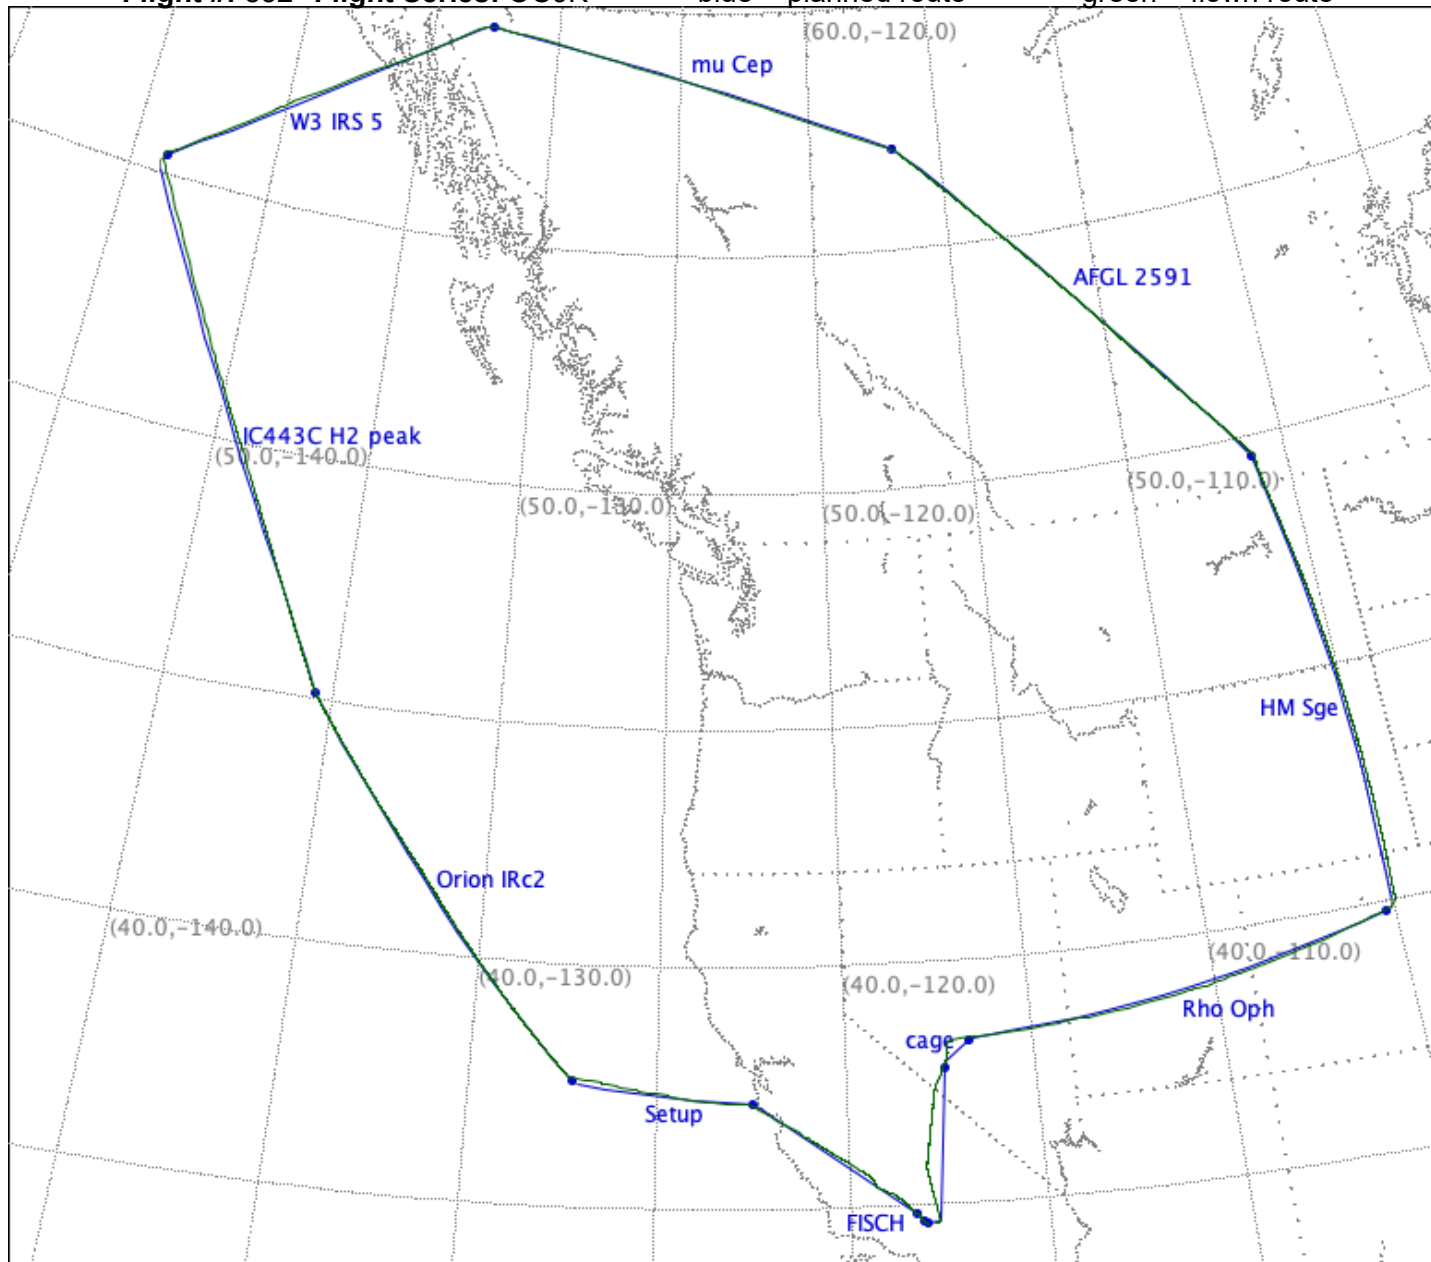 (60.0,-120.0)
mu Cep
W3 IRS 5
AFGL 2591
IC443C H2 peak
(50.0,-140.0)
(50.0,-110.0)
(50.0,-130.0)
(50.0,-120.0)
HM Sge
Orion IRc2
(40.0,-140.0)
(40.0,-110.0)
(40.0,-130.0)
(40.0,-120.0)
Rho Oph
cage
Setup
FISCH